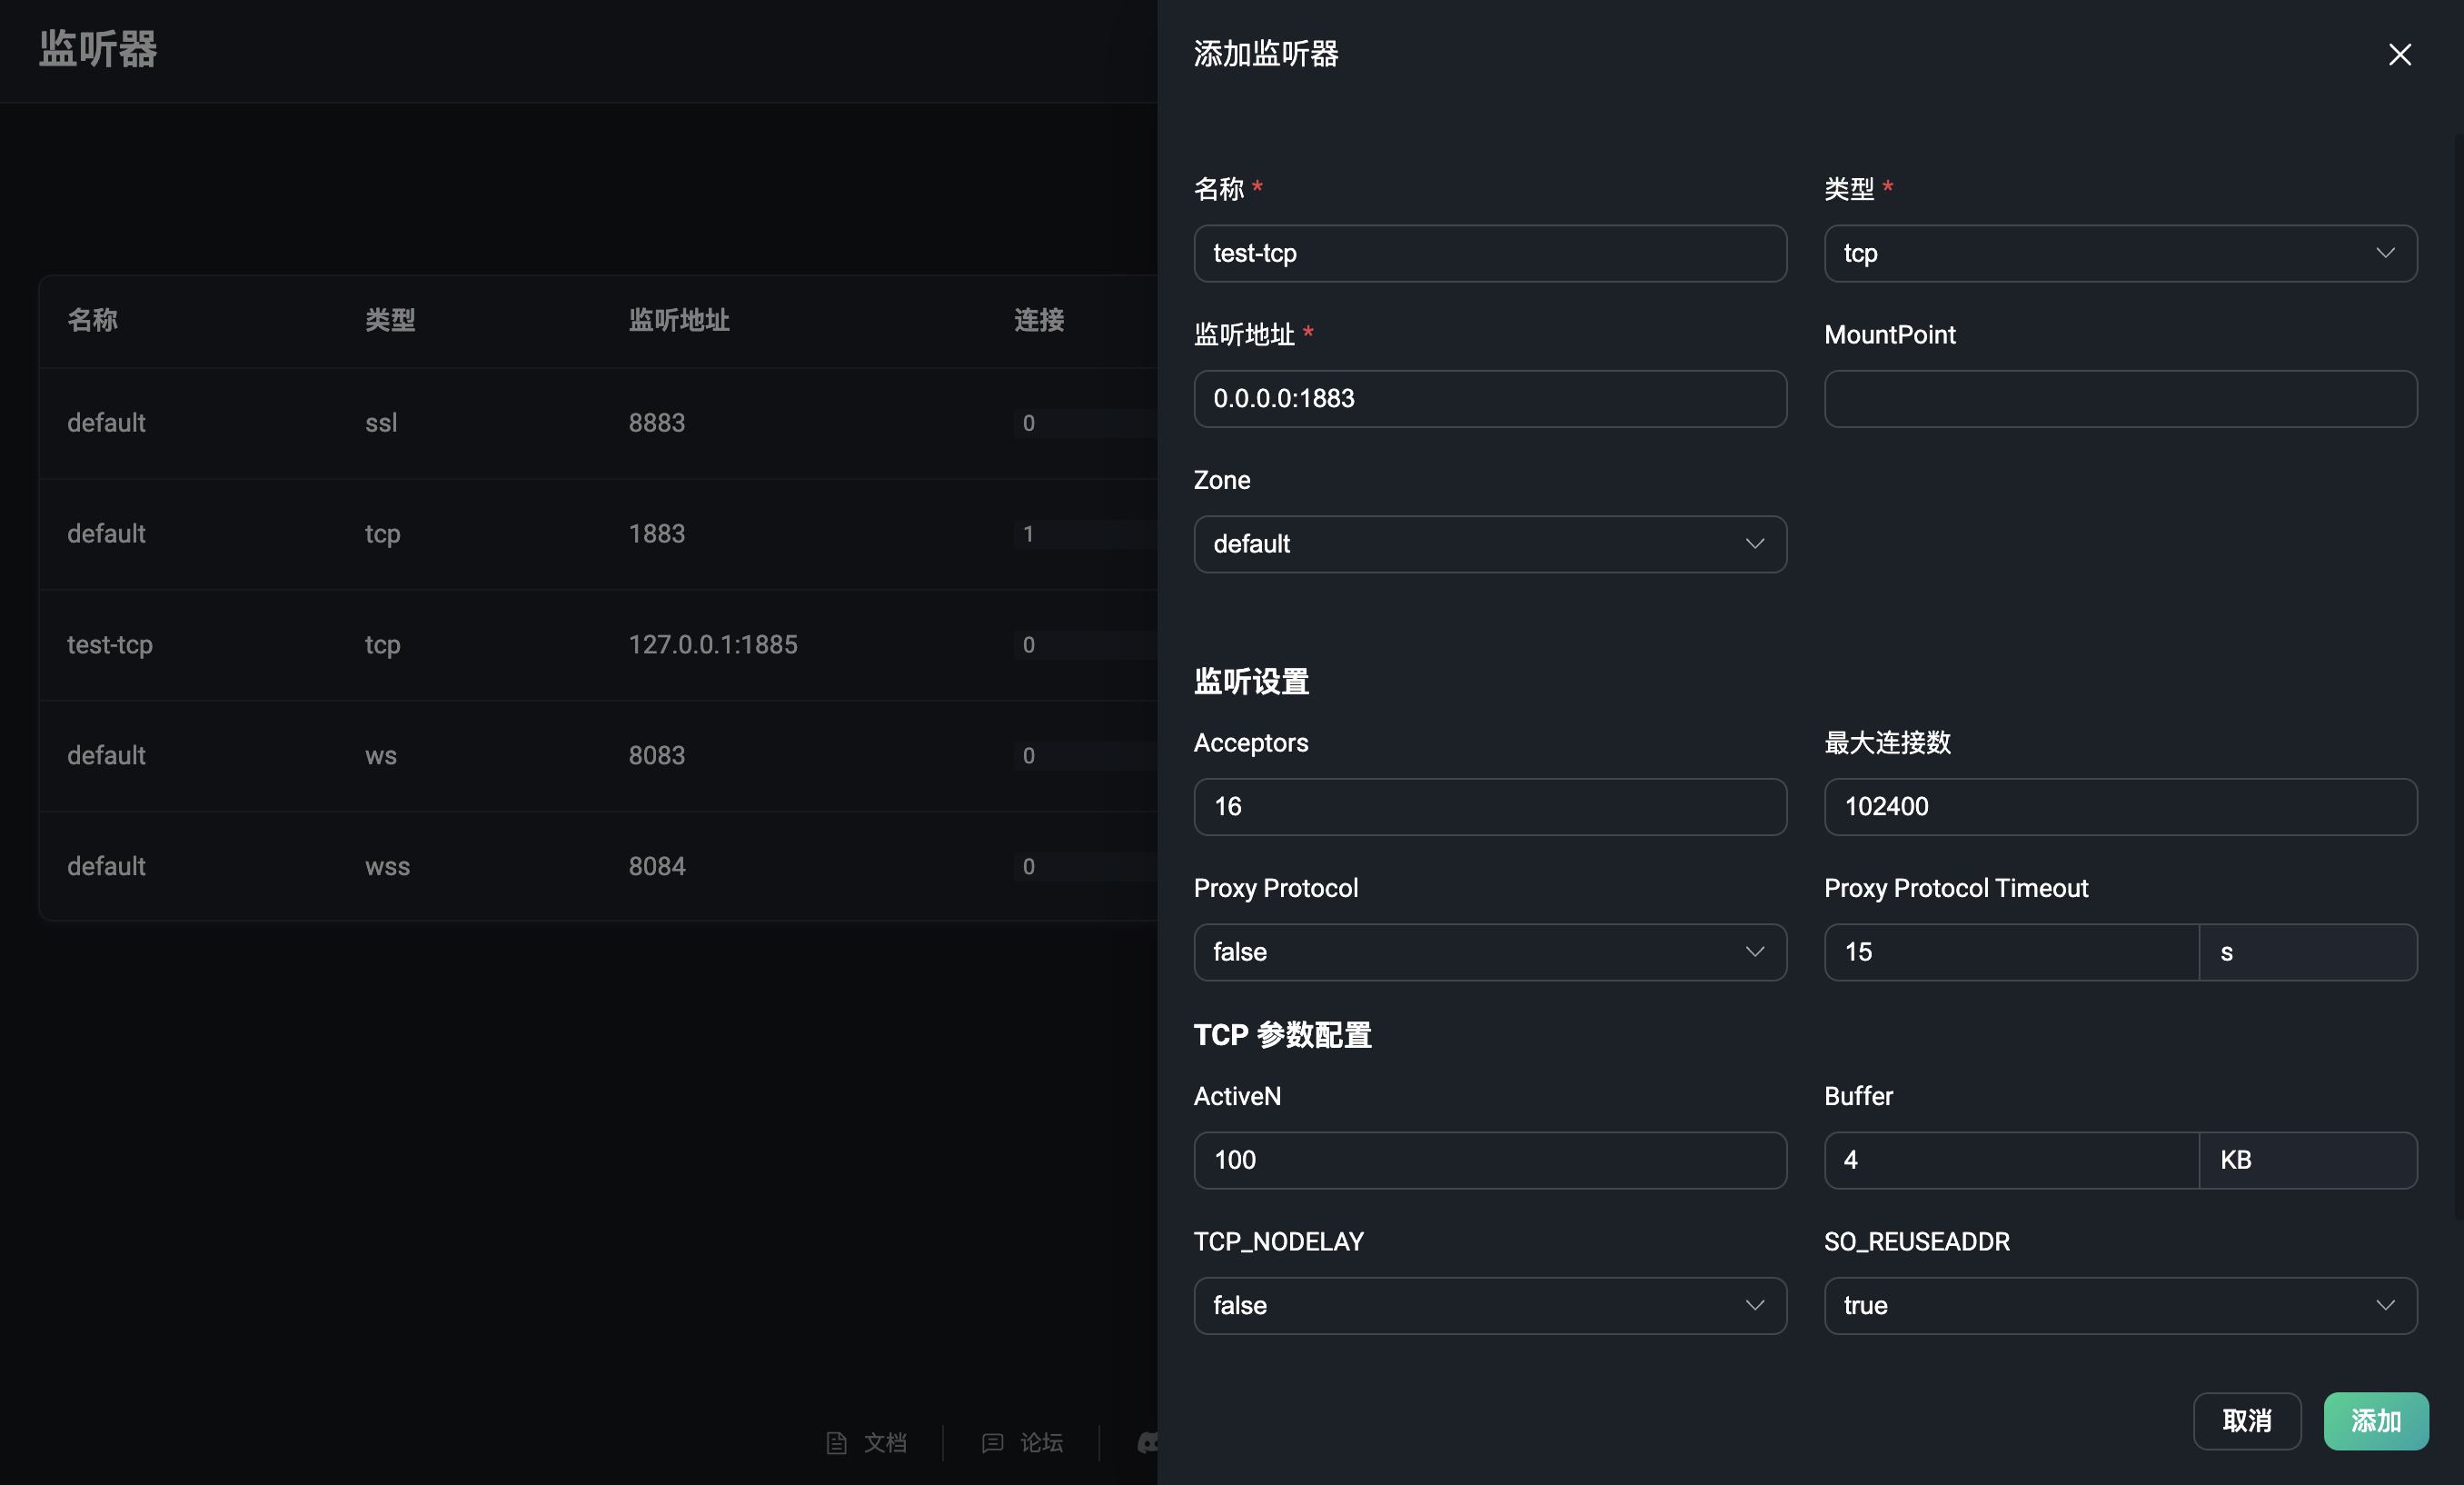 监听器
名称 类型 监听地址 连接
default ssl 8883 0
default tcp 1883 1
test-tcp tcp 127.0.0.1:1885 0
default ws 8083 0
default wss 8084 0
文档 论坛
添加监听器
名称 * 类型 *
test-tcp tcp
监听地址 * MountPoint
0.0.0.0:1883
Zone
default
监听设置
Acceptors 最大连接数
16 102400
Proxy Protocol Proxy Protocol Timeout
false 15 s
TCP 参数配置
ActiveN Buffer
100 4 KB
TCP_NODELAY SO_REUSEADDR
false true
取消 添加